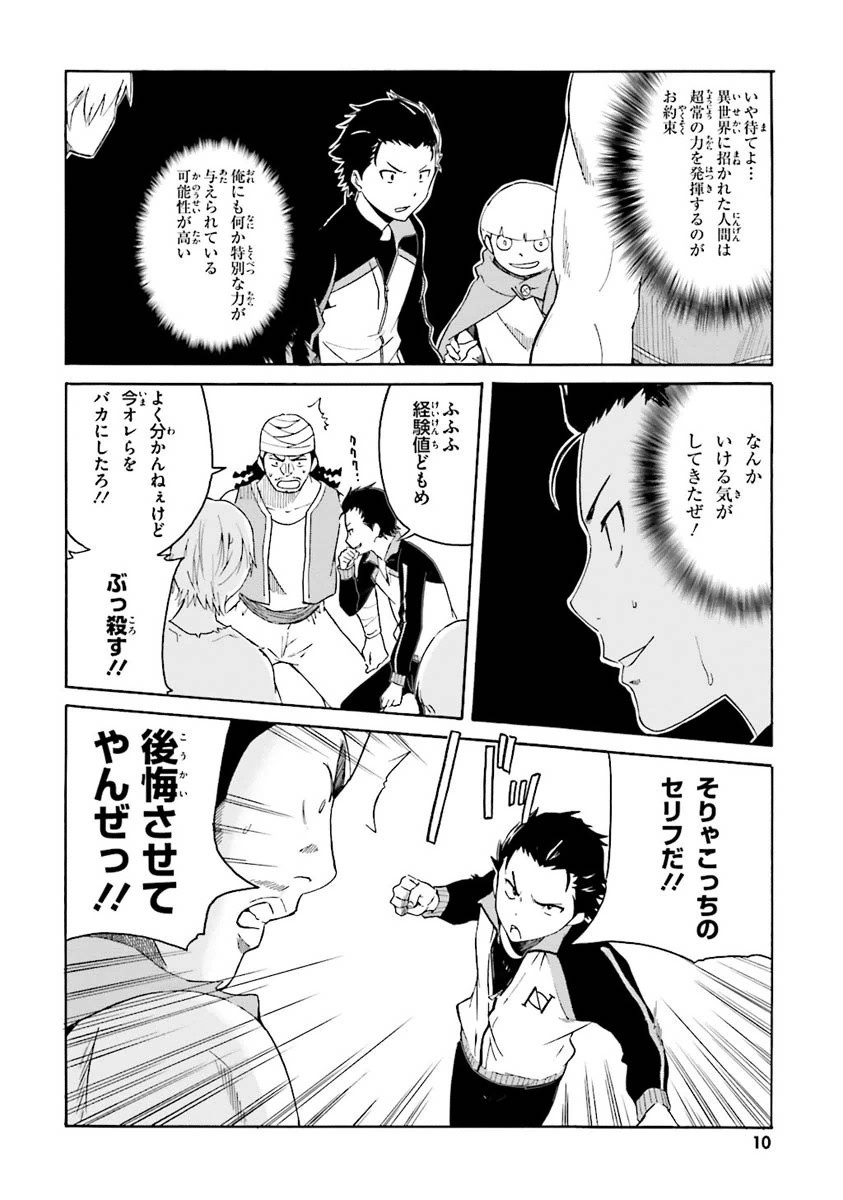 いや待てよ…
異世界に招かれた人間は
超常の力を発揮するのが
お約束
俺にも何か特別な力が
与えられている
可能性が高い
なんか
いける気が
してきたぜ!
ふふふ
経験値どもめ
ククク…
よく分かんねぇけど
今オレらを
バカにしたろ!!
ぶっ殺す!!
そりゃこっちの
セリフだ!!
後悔させて
やんぜっ!!
10